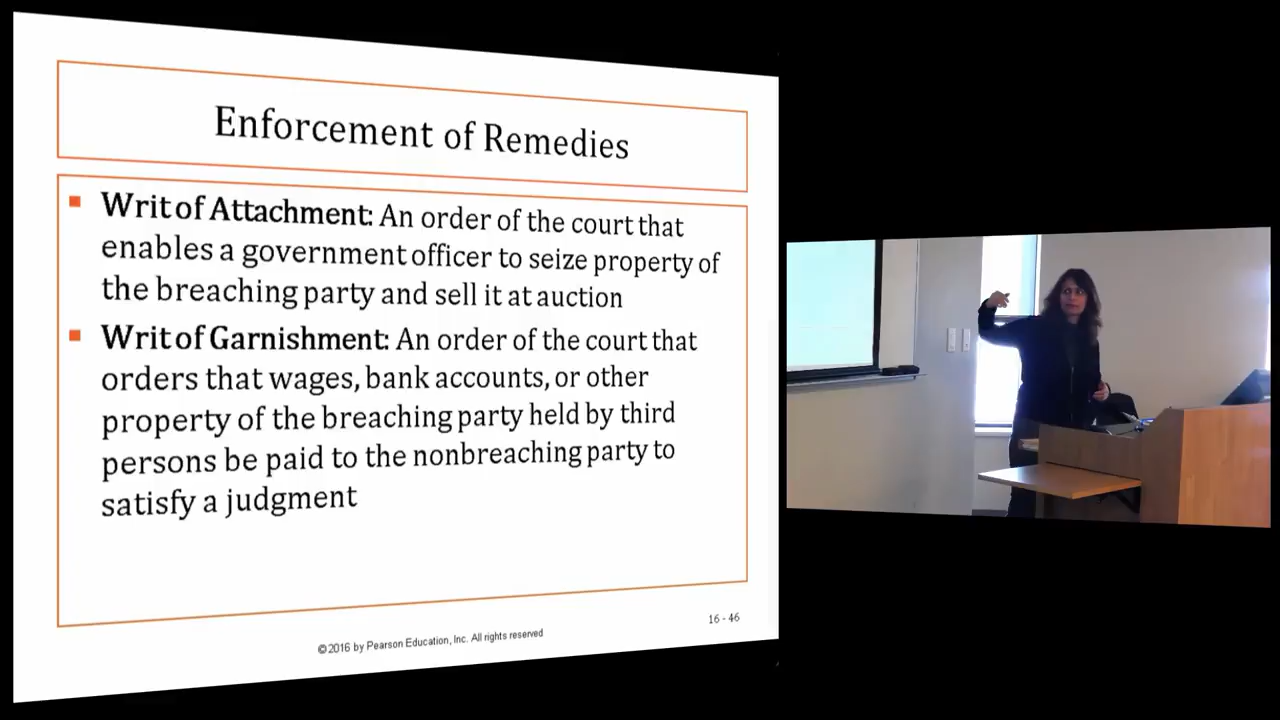 Enforcement of Remedies
Writ of Attachment: An order of the court that
enables a government officer to seize property of
the breaching party and sell it at auction
Writ of Garnishment: An order of the court that
orders that wages, bank accounts, or other
property of the breaching party held by third
persons be paid to the nonbreaching party to
satisfy a judgment
16 - 46
©2016 by Pearson Education, Inc. All rights reserved